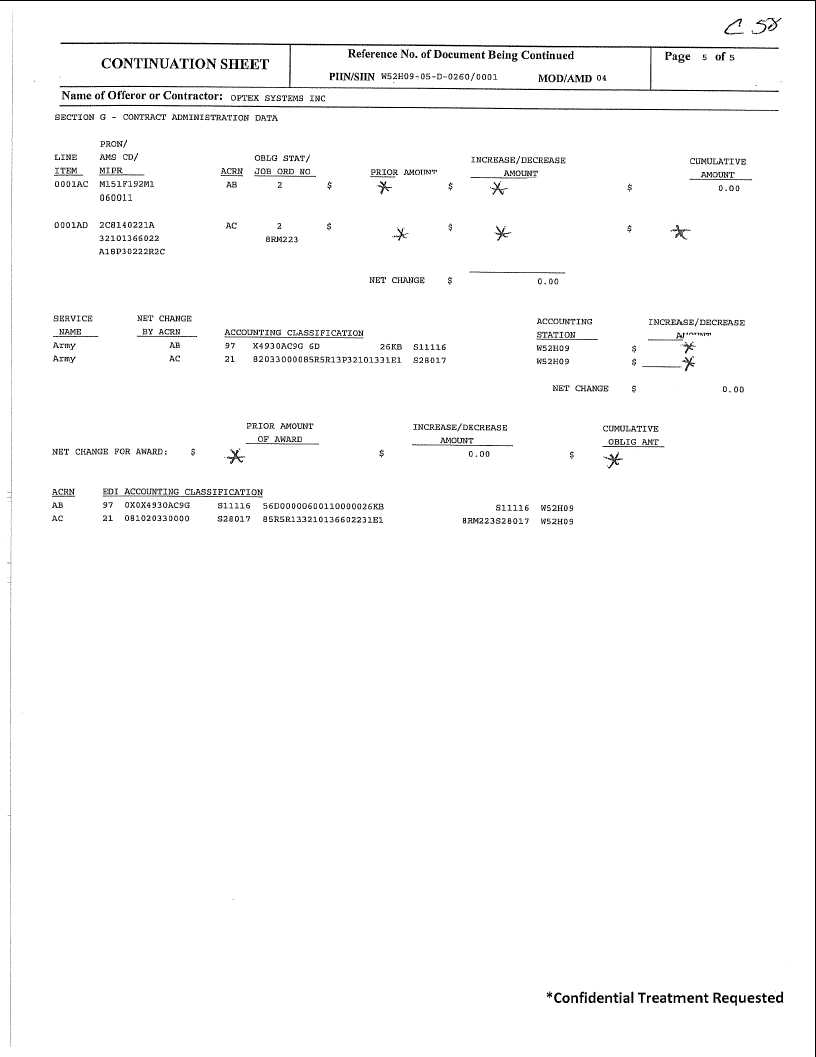 C 58
CONTINUATION SHEET
Reference No. of Document Being Continued
PIIN/SIIN W52H09-05-D-0260/0001 MOD/AMD 04
Page 5 of 5
Name of Offeror or Contractor: OPTEX SYSTEMS INC
SECTION G - CONTRACT ADMINISTRATION DATA
PRON/
LINE AMS CD/ OBLG STAT/ INCREASE/DECREASE CUMULATIVE
ITEM MIPR ACRN JOB ORD NO PRIOR AMOUNT AMOUNT AMOUNT
0001AC M151F192M1 AB 2 $ * $ * $ 0.00
060011
0001AD 2C8140221A AC 2 $ * $ * $ *
32101366022 8RM223
A18P30222R2C
NET CHANGE $ 0.00
SERVICE NET CHANGE ACCOUNTING INCREASE/DECREASE
NAME BY ACRN ACCOUNTING CLASSIFICATION STATION AMOUNT
Army AB 97 X4930AC9G 6D 26KB S11116 W52H09 $ *
Army AC 21 82033000085R5R13P32101331E1 S28017 W52H09 $ *
NET CHANGE $ 0.00
PRIOR AMOUNT INCREASE/DECREASE CUMULATIVE
OF AWARD AMOUNT OBLIG AMT
NET CHANGE FOR AWARD: $ * $ 0.00 $ *
ACRN EDI ACCOUNTING CLASSIFICATION
AB 97 0X0X4930AC9G S11116 56D00000600110000026KB S11116 W52H09
AC 21 081020330000 S28017 85R5R133210136602231E1 8RM223S28017 W52H09
*Confidential Treatment Requested